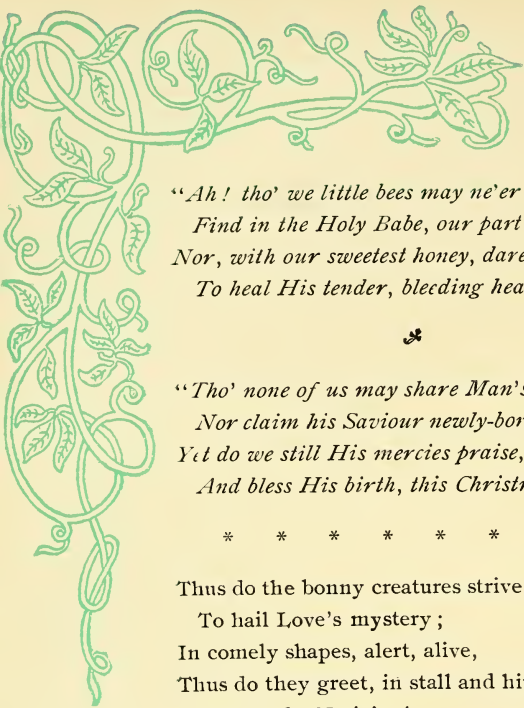 “Ah ! tho’ we little bees may ne’er
Find in the Holy Babe, our part
Nor, with our sweetest honey, dare
To heal His tender, bleeding
“Tho’ none of us may share
Nor claim his Saviour
Yet do we still His mercies praise,
And bless His birth, this
* * * * * *
Thus do the bonny creatures strive
To hail Love’s mystery ;
In comely shapes, alert, alive,
Thus do they greet, in stall and